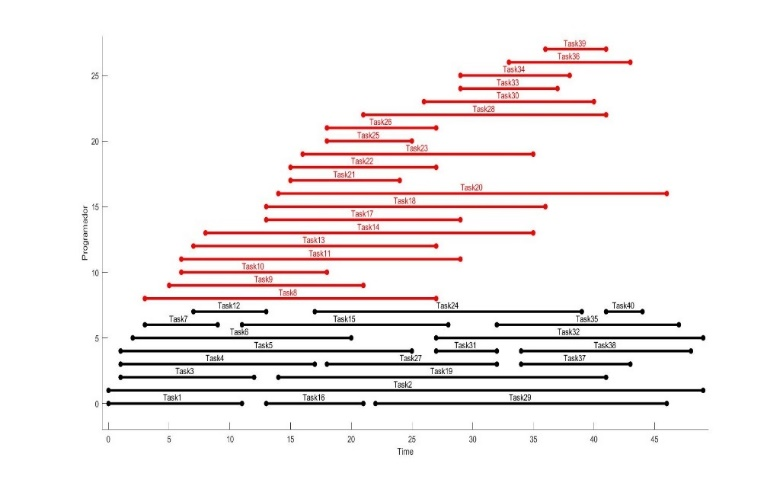 Task39
Task36
25
Task34
Task33
Task30
Task28
Task26
20
Task25
Task23
Task22
Task21
Task20
15
Task18
Task17
Task14
Task13
Task11
10
Task10
Task9
Task8
Task12 Task24 Task40
Task7 Task15 Task35
5
Task6 Task32
Task5 Task31 Task38
Task4 Task27 Task37
Task3 Task19
Task2
0
Task1 Task16 Task29
0 5 10 15 20 25 30 35 40 45
Time
Programador